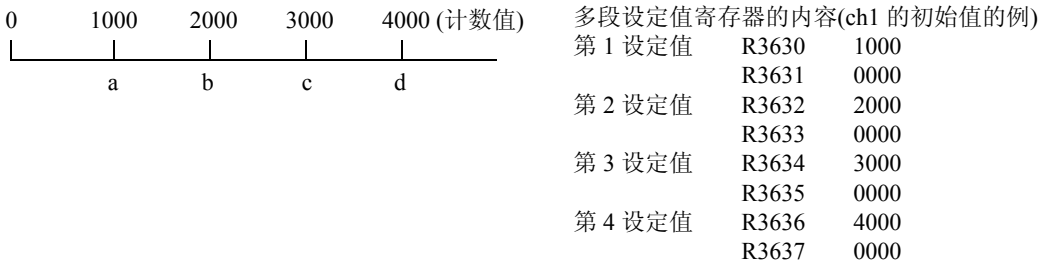 0 1000 2000 3000 4000 (计数值)
a b c d
多段设定值寄存器的内容(ch1 的初始值的例)
第 1 设定值 R3630 1000
R3631 0000
第 2 设定值 R3632 2000
R3633 0000
第 3 设定值 R3634 3000
R3635 0000
第 4 设定值 R3636 4000
R3637 0000